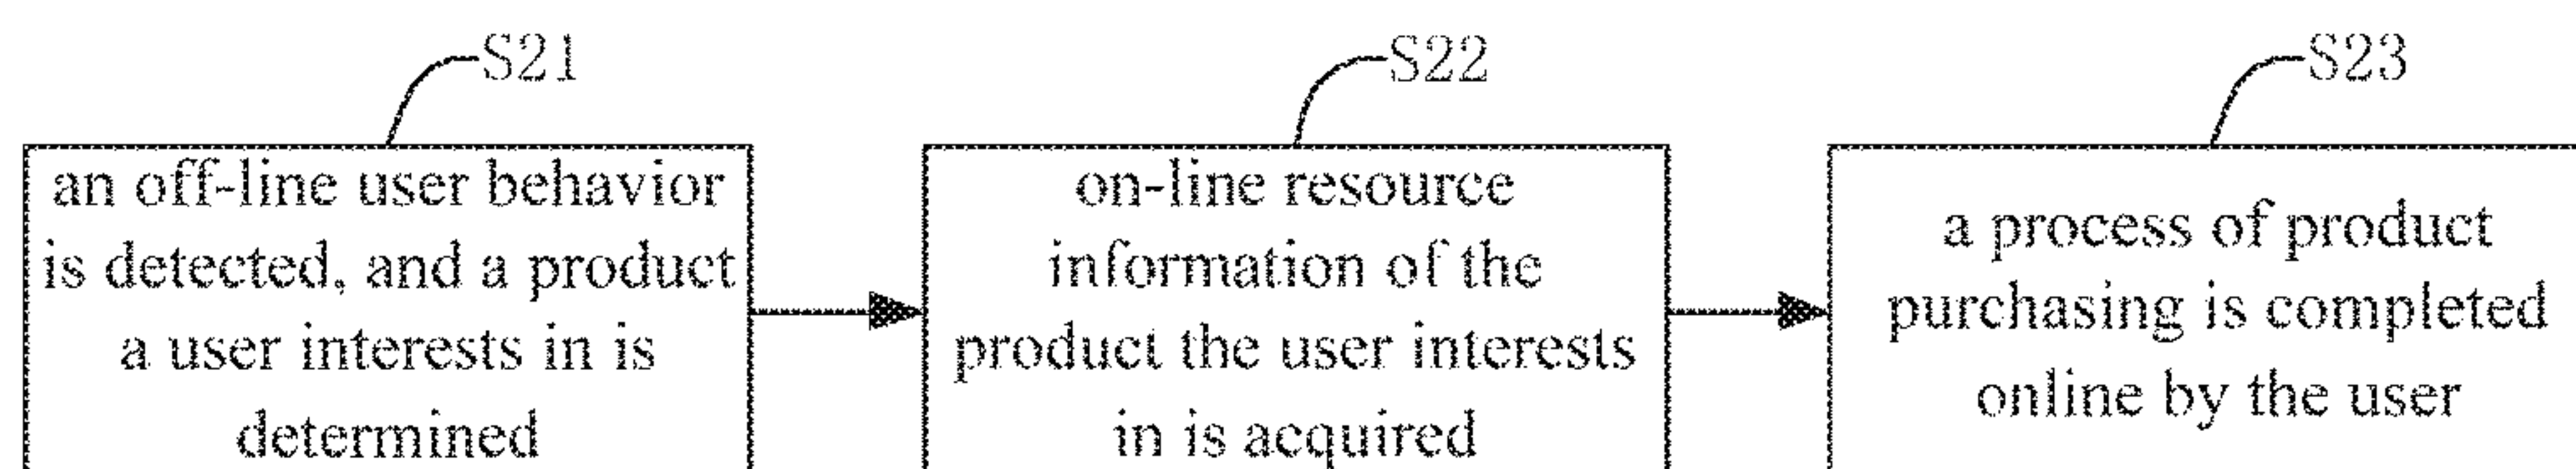 S21
S22
S23
an off-line user behavior
is detected, and a product
a user interests in is
determined
on-line resource
information of the
product the user interests
in is acquired
a process of product
purchasing is completed
online by the user